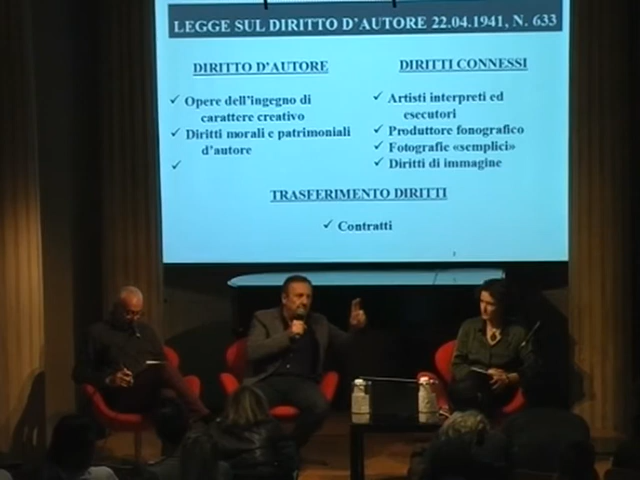 LEGGE SUL DIRITTO D'AUTORE 22.04.1941, N. 633
DIRITTO D'AUTORE
✓ Opere dell'ingegno di
carattere creativo
✓ Diritti morali e patrimoniali
d'autore
✓
DIRITTI CONNESSI
✓ Artisti interpreti ed
esecutori
✓ Produttore fonografico
✓ Fotografie «semplici»
✓ Diritti di immagine
TRASFERIMENTO DIRITTI
✓ Contratti